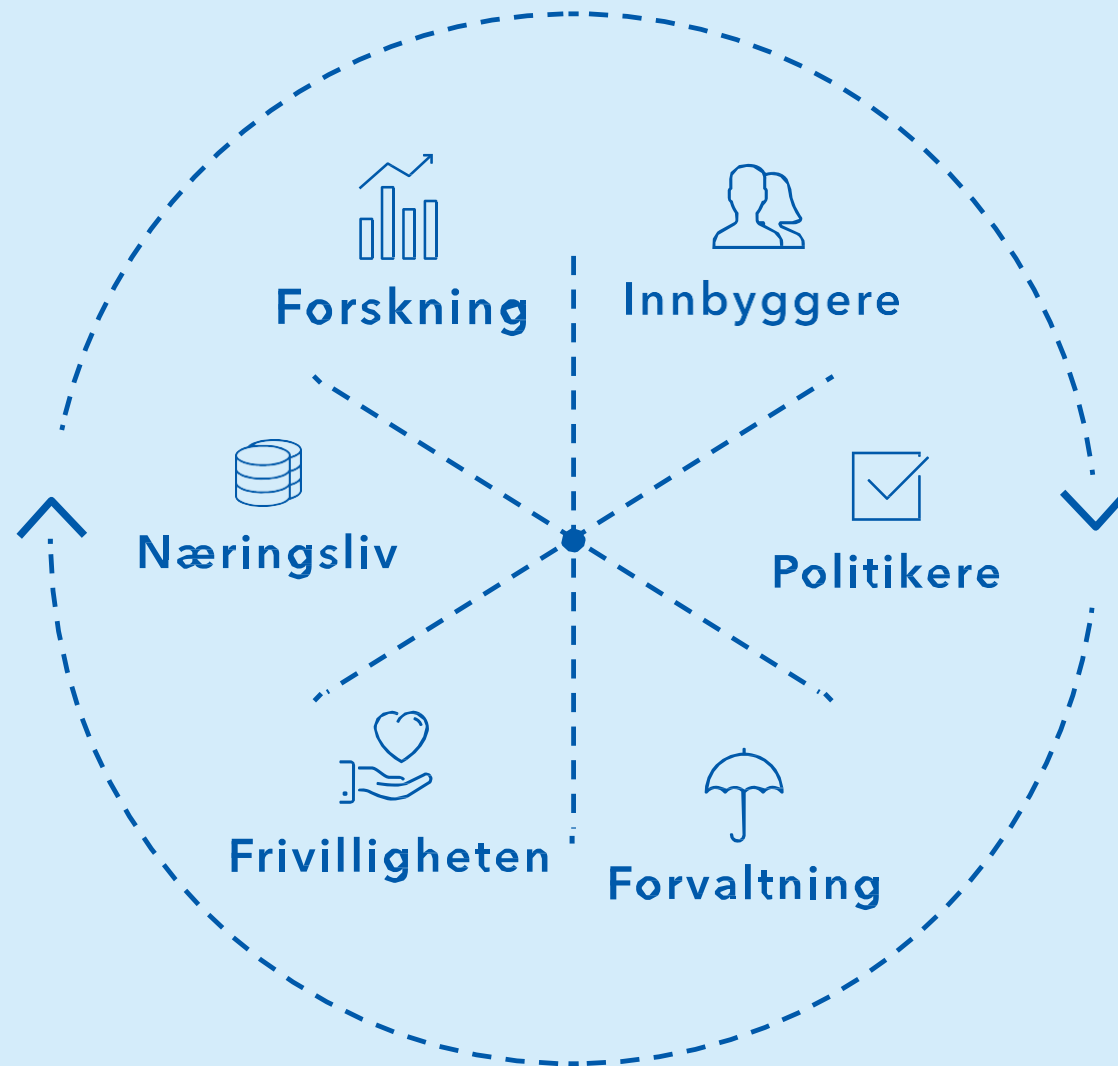 Forskning
Innbyggere
Næringsliv
Politikere
Frivilligheten
Forvaltning